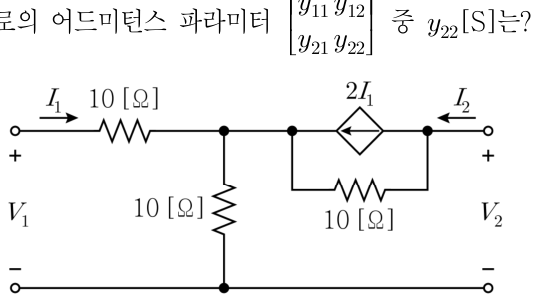 로의 어드미턴스 파라미터 [y₁₁ y₁₂ y₂₁ y₂₂] 중 y₂₂[S]는?
I₁ 10 [Ω] 2I₁ I₂
+ +
V₁ 10 [Ω] 10 [Ω] V₂
− −